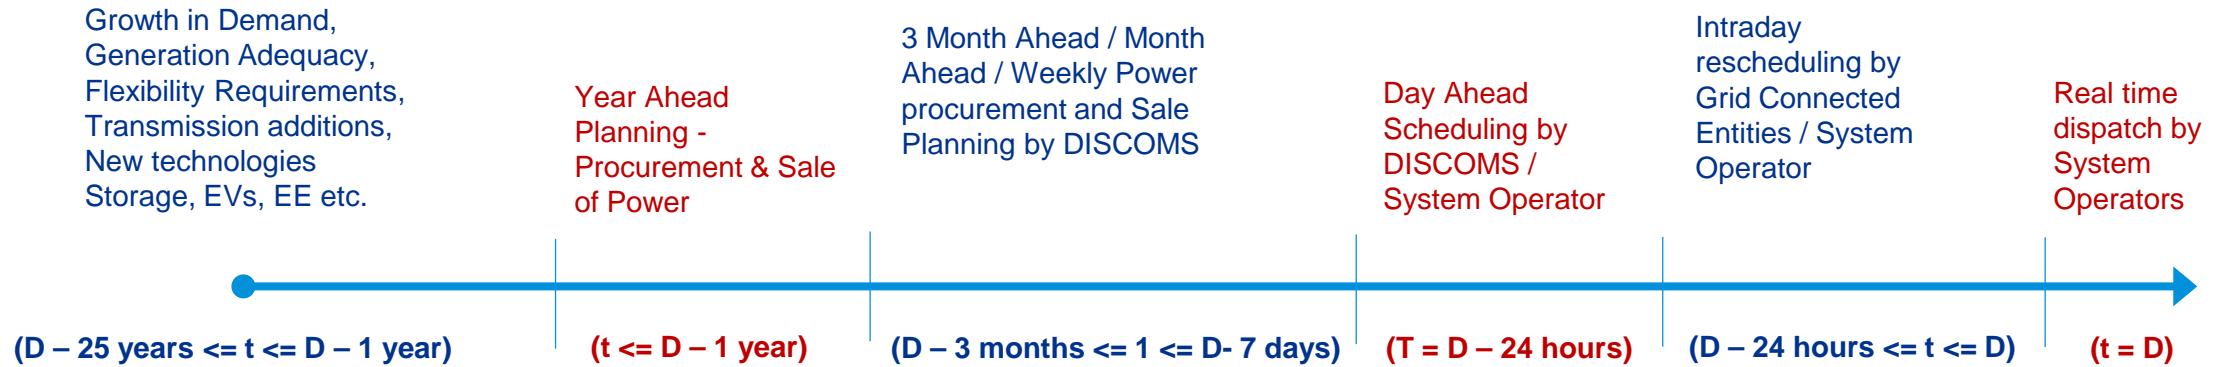 Growth in Demand,
Generation Adequacy,
Flexibility Requirements,
Transmission additions,
New technologies
Storage, EVs, EE etc.
Year Ahead
Planning -
Procurement & Sale
of Power
3 Month Ahead / Month
Ahead / Weekly Power
procurement and Sale
Planning by DISCOMS
Day Ahead
Scheduling by
DISCOMS /
System Operator
Intraday
rescheduling by
Grid Connected
Entities / System
Operator
Real time
dispatch by
System
Operators
(D – 25 years <= t <= D – 1 year)
(t <= D – 1 year)
(D – 3 months <= 1 <= D- 7 days)
(T = D – 24 hours)
(D – 24 hours <= t <= D)
(t = D)